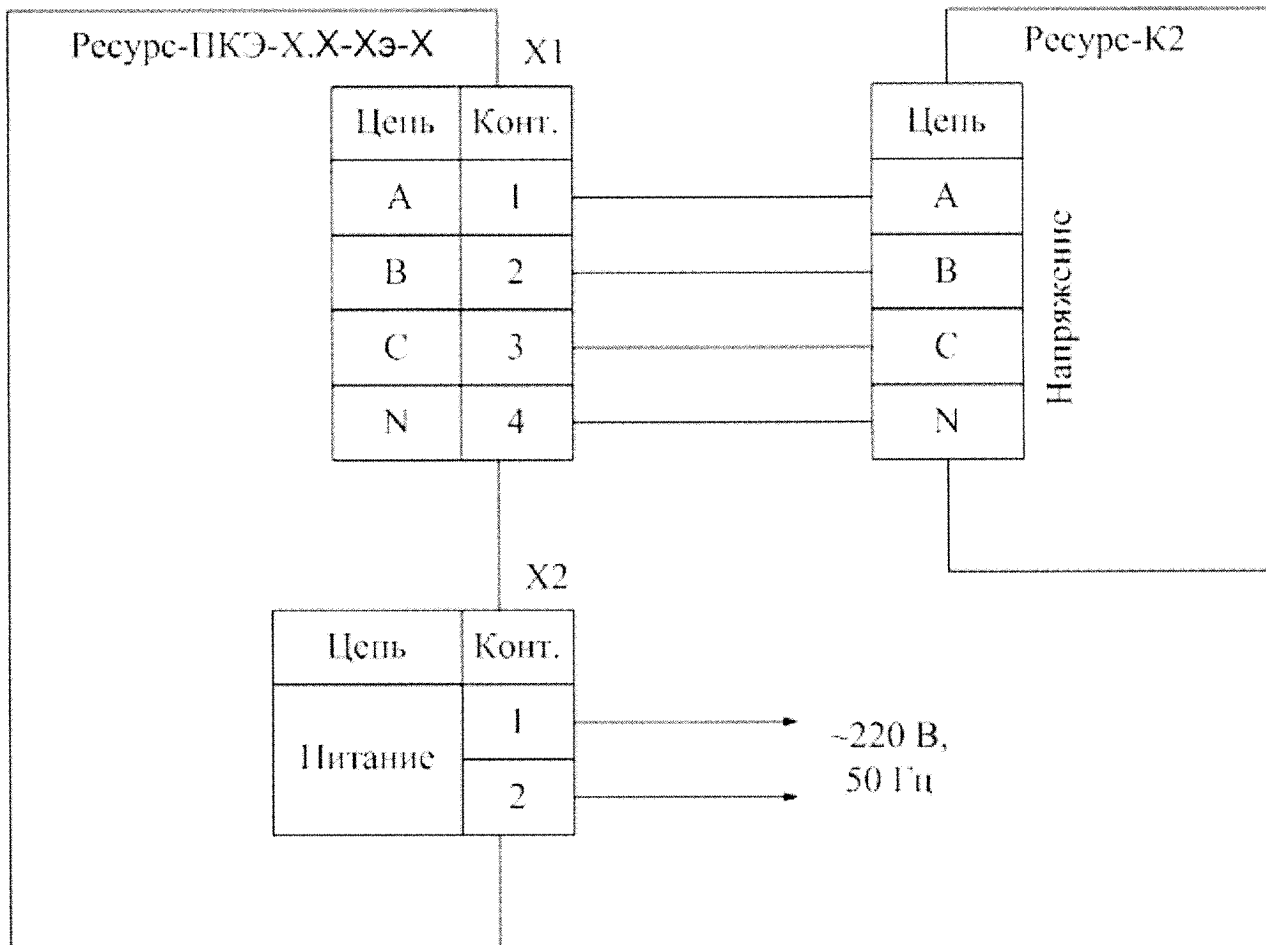 Ресурс-ПКЭ-Х.Х-Хэ-Х
X1
Цепь Конт.
A 1
B 2
C 3
N 4
Ресурс-К2
Цепь
A
B
C
N
Напряжение
X2
Цепь Конт.
Питание
1
2
~220 В,
50 Гц